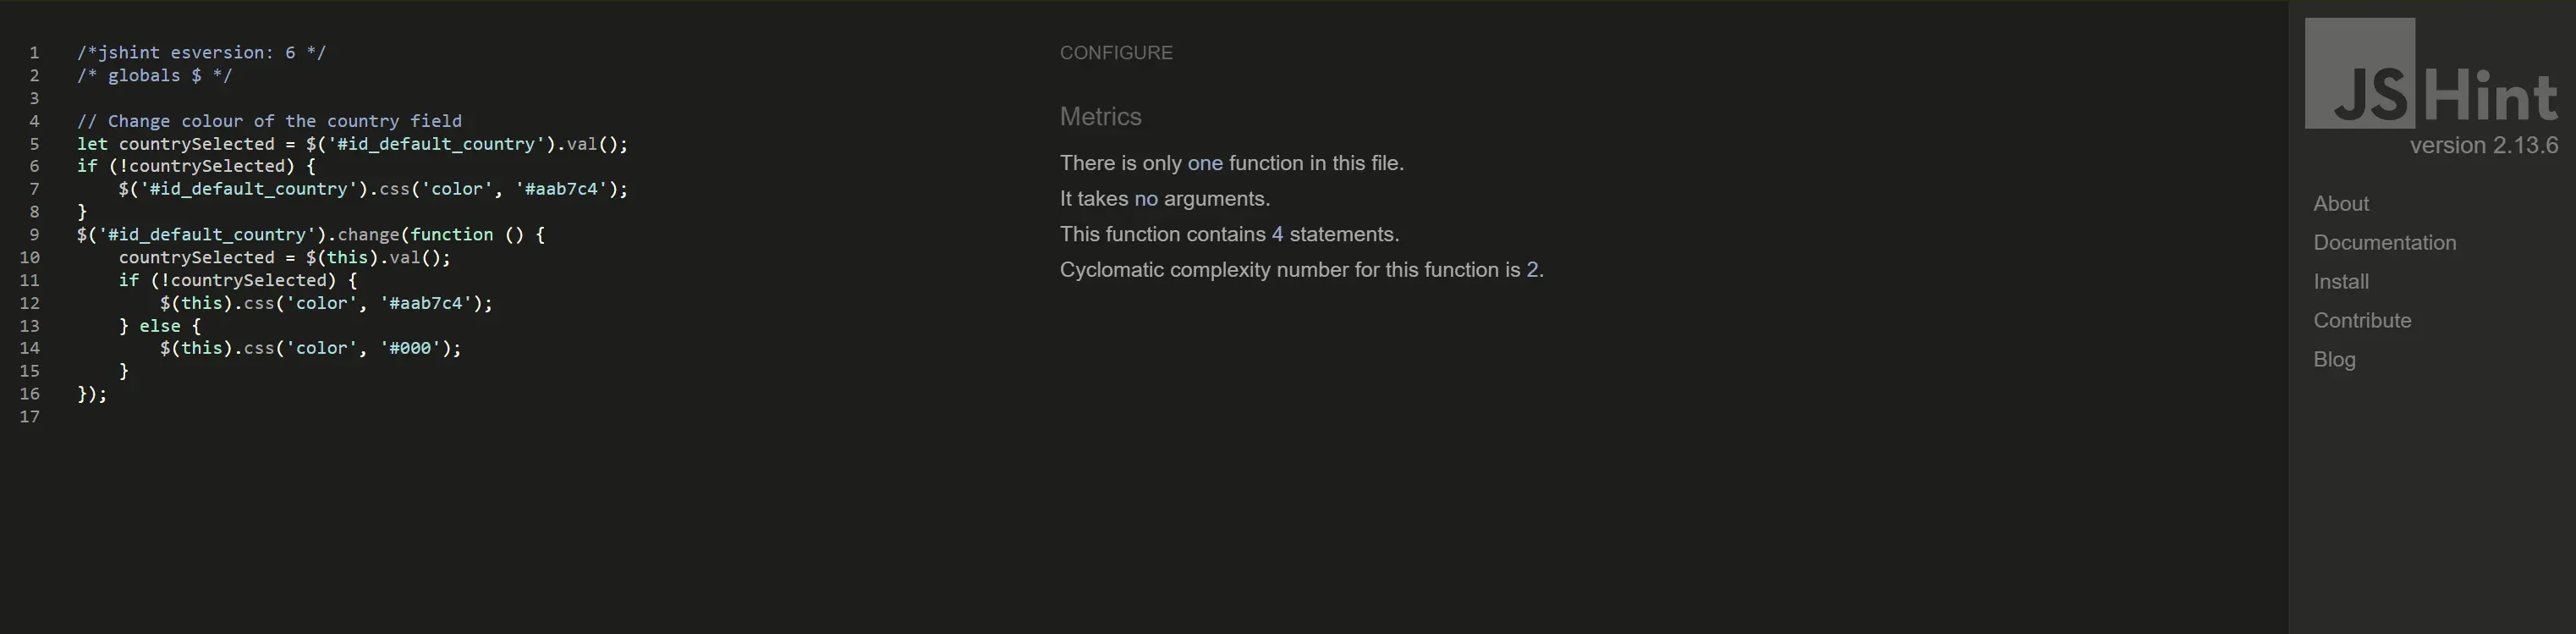 1 /*jshint esversion: 6 */
2 /* globals $ */
3
4 // Change colour of the country field
5 let countrySelected = $('#id_default_country').val();
6 if (!countrySelected) {
7     $('#id_default_country').css('color', '#aab7c4');
8 }
9 $('#id_default_country').change(function () {
10     countrySelected = $(this).val();
11     if (!countrySelected) {
12         $(this).css('color', '#aab7c4');
13     } else {
14         $(this).css('color', '#000');
15     }
16 });
17
CONFIGURE
Metrics
There is only one function in this file.
It takes no arguments.
This function contains 4 statements.
Cyclomatic complexity number for this function is 2.
JSHint
version 2.13.6
About
Documentation
Install
Contribute
Blog